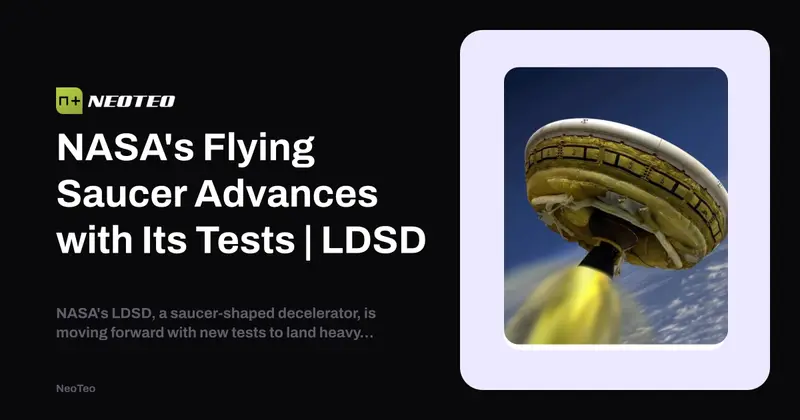 n+ NEOTEO
NASA's Flying
Saucer Advances
with Its Tests | LDSD
NASA's LDSD, a saucer-shaped decelerator, is
moving forward with new tests to land heavy...
NeoTeo